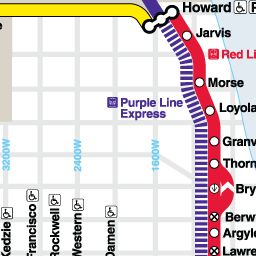 Howard
Jarvis
Red Li
Morse
Purple Line
Express
Loyola
Granv
Thorn
Bry
Berw
Argyle
Lawre
3200W
2400W
1600W
Kedzie
Francisco
Rockwell
Western
Damen